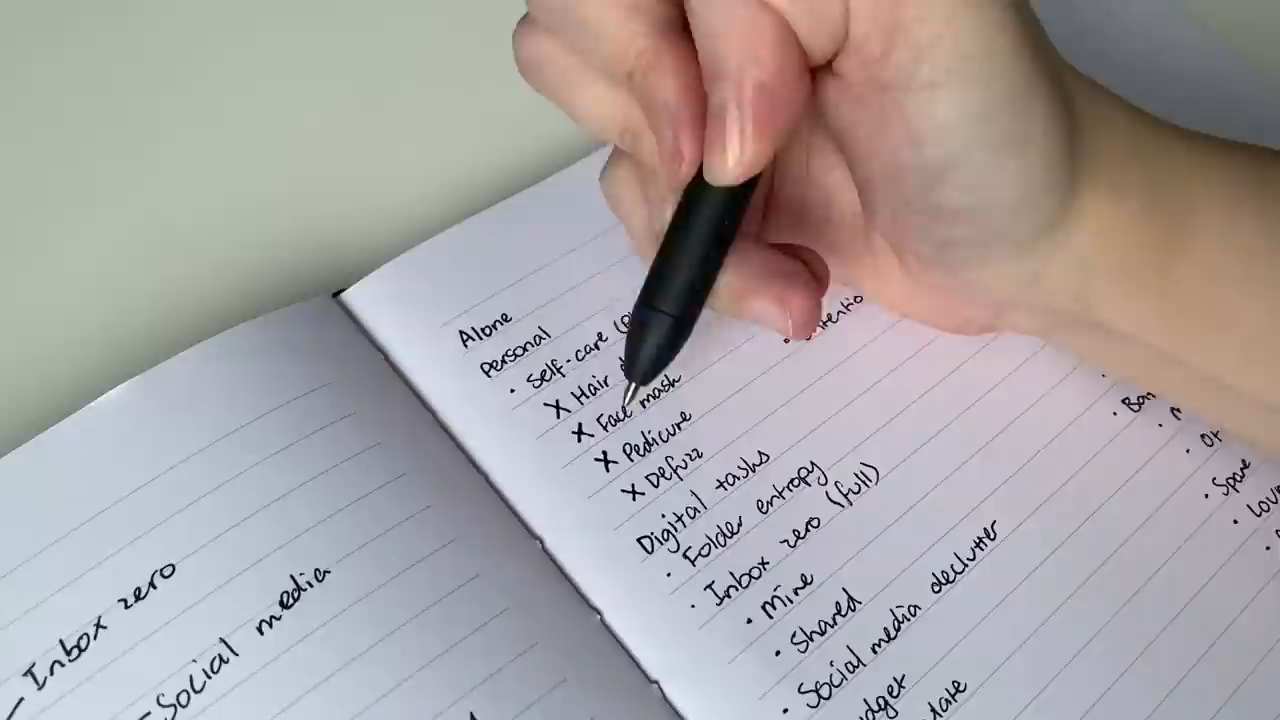 – Inbox zero
– Social media
Alone
Personal
• Self-care
X Hair
X Face mask
X Pedicure
X Defuzz
Digital tasks
• Folder entropy
• Inbox zero (full)
• Mine
• Shared
• Social media declutter
• Spare